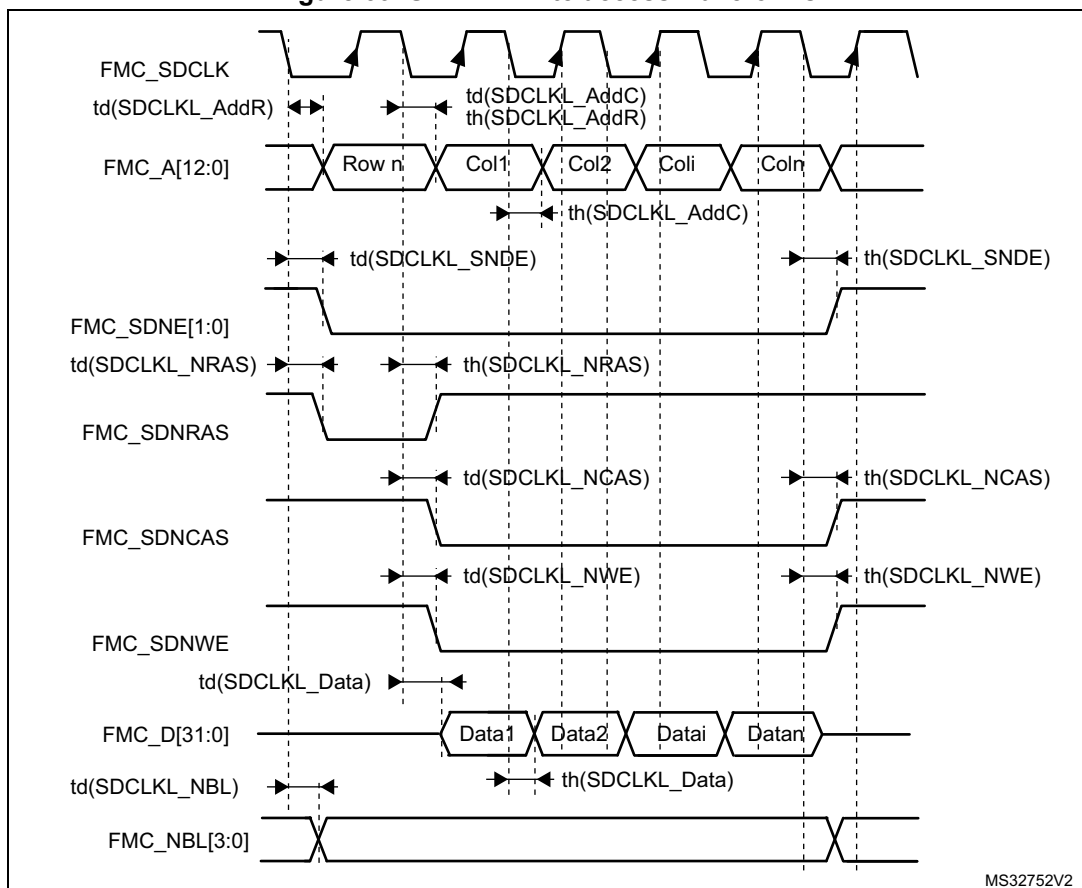 FMC_SDCLK
td(SDCLKL_AddR)
td(SDCLKL_AddC)
th(SDCLKL_AddR)
FMC_A[12:0]
Row n
Col1
Col2
Coli
Coln
th(SDCLKL_AddC)
td(SDCLKL_SNDE)
th(SDCLKL_SNDE)
FMC_SDNE[1:0]
td(SDCLKL_NRAS)
th(SDCLKL_NRAS)
FMC_SDNRAS
td(SDCLKL_NCAS)
th(SDCLKL_NCAS)
FMC_SDNCAS
td(SDCLKL_NWE)
th(SDCLKL_NWE)
FMC_SDNWE
td(SDCLKL_Data)
FMC_D[31:0]
Data1
Data2
Datai
Datan
td(SDCLKL_NBL)
th(SDCLKL_Data)
FMC_NBL[3:0]
MS32752V2